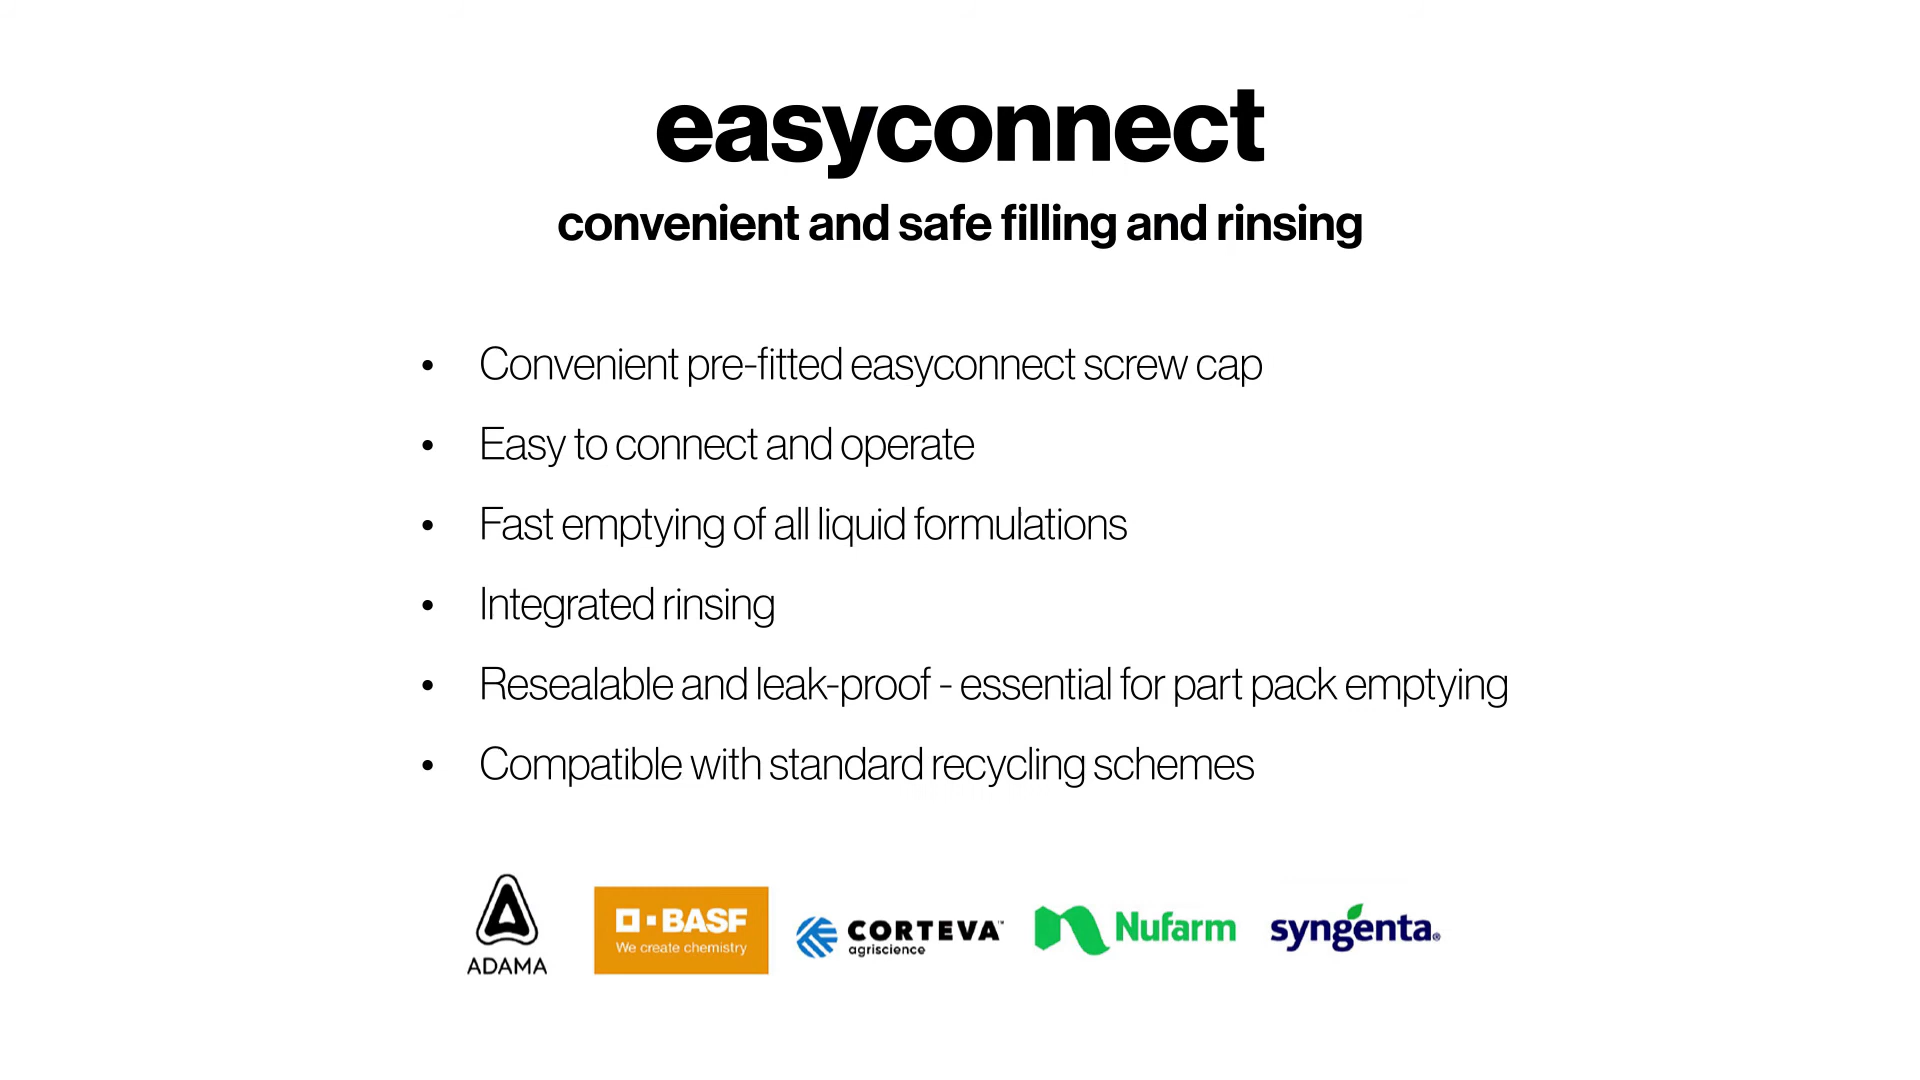 easyconnect
convenient and safe filling and rinsing
• Convenient pre-fitted easyconnect screw cap
• Easy to connect and operate
• Fast emptying of all liquid formulations
• Integrated rinsing
• Resealable and leak-proof - essential for part pack emptying
• Compatible with standard recycling schemes
ADAMA
BASF
We create chemistry
CORTEVA™
agriscience
Nufarm
syngenta®